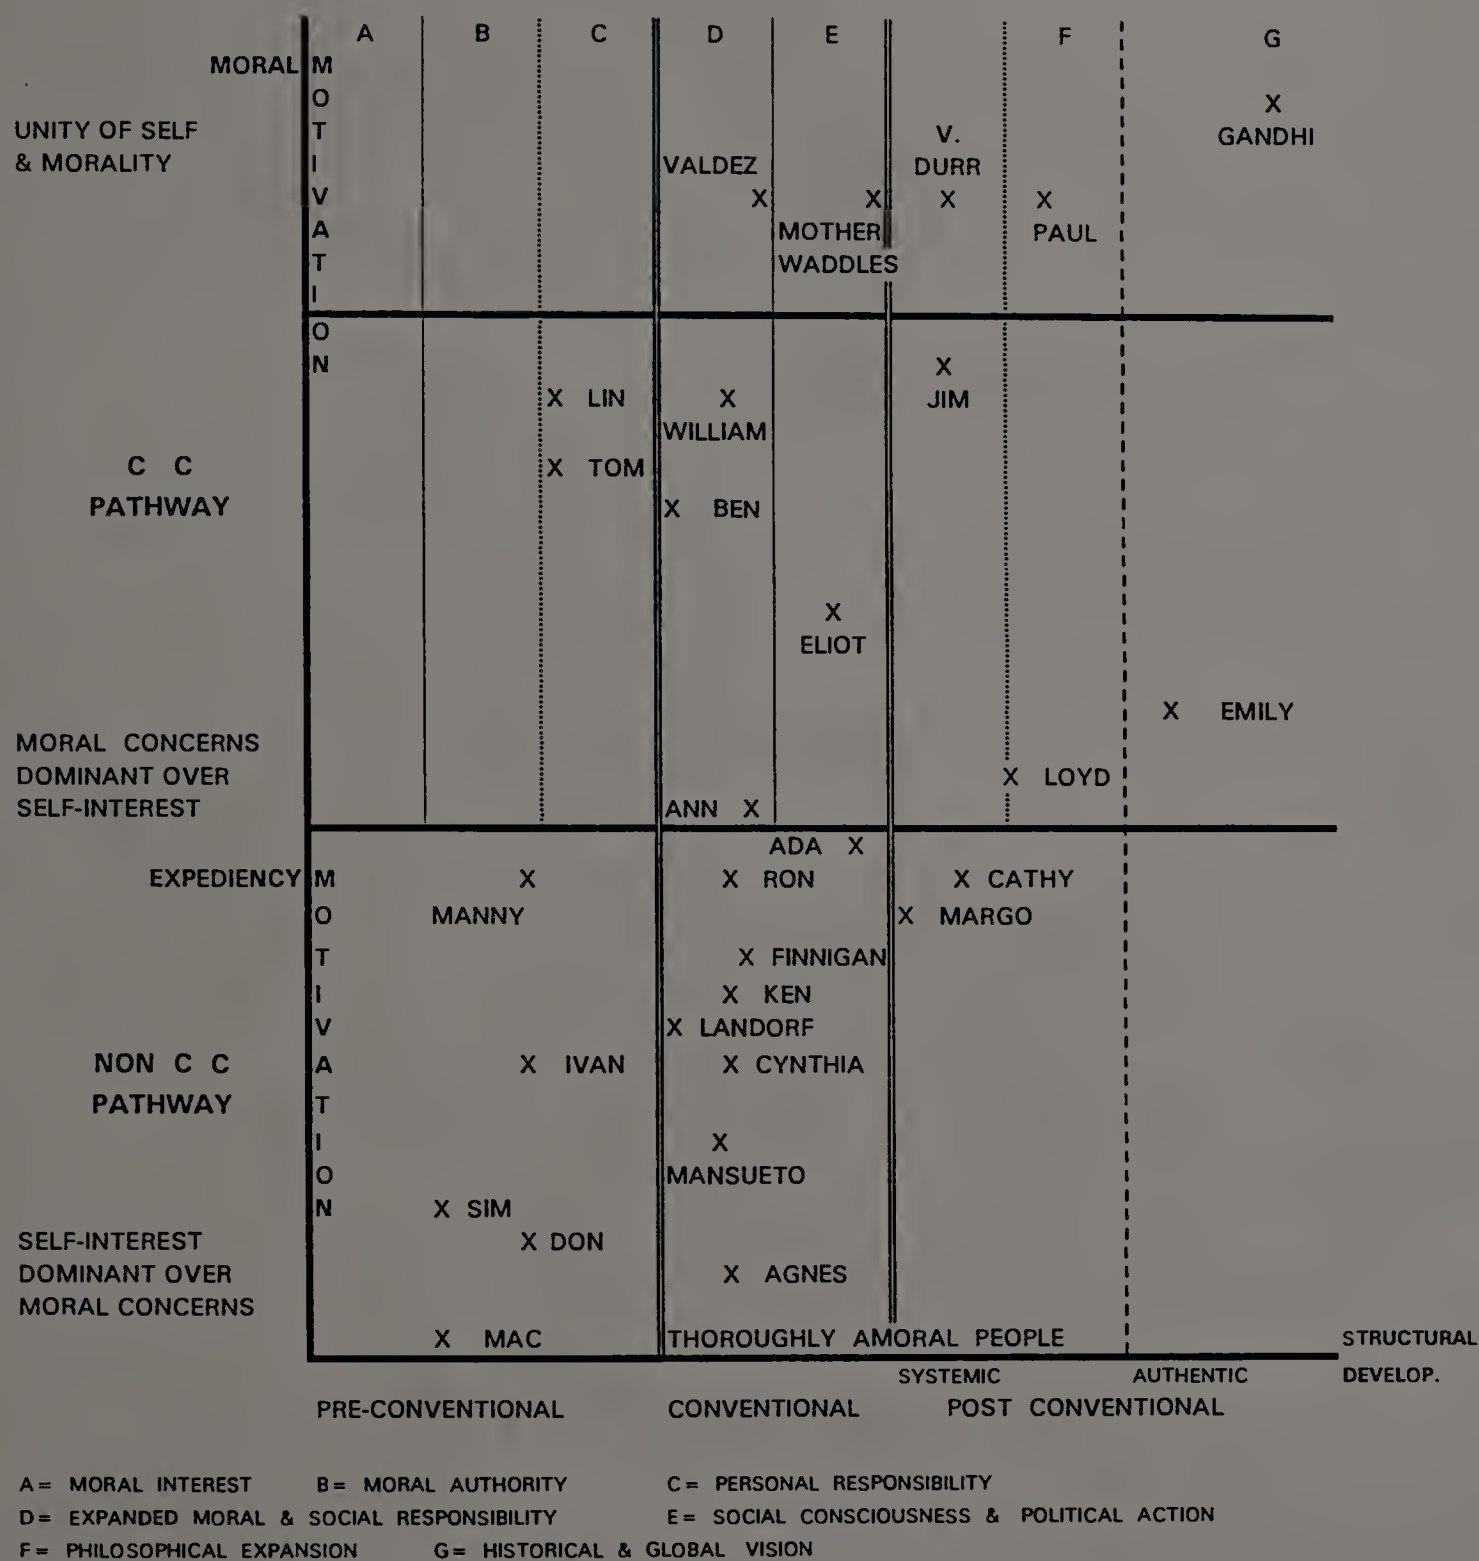 A B C D E F G
MORAL M
O
X
UNITY OF SELF T V. GANDHI
& MORALITY I VALDEZ DURR
V X X X X
A MOTHER PAUL
T WADDLES
I
O
N X
X LIN X JIM
WILLIAM
C C X TOM
PATHWAY X BEN
X
ELIOT
X EMILY
MORAL CONCERNS
DOMINANT OVER X LOYD
SELF-INTEREST ANN X
ADA X
EXPEDIENCY M X X RON X CATHY
O MANNY X MARGO
T X FINNIGAN
I X KEN
V X LANDORF
NON C C A X IVAN X CYNTHIA
PATHWAY T
I X
O MANSUETO
N X SIM
SELF-INTEREST X DON
DOMINANT OVER X AGNES
MORAL CONCERNS
X MAC THOROUGHLY AMORAL PEOPLE STRUCTURAL
SYSTEMIC AUTHENTIC DEVELOP.
PRE-CONVENTIONAL CONVENTIONAL POST CONVENTIONAL
A= MORAL INTEREST B= MORAL AUTHORITY C= PERSONAL RESPONSIBILITY
D= EXPANDED MORAL & SOCIAL RESPONSIBILITY E= SOCIAL CONSCIOUSNESS & POLITICAL ACTION
F= PHILOSOPHICAL EXPANSION G= HISTORICAL & GLOBAL VISION